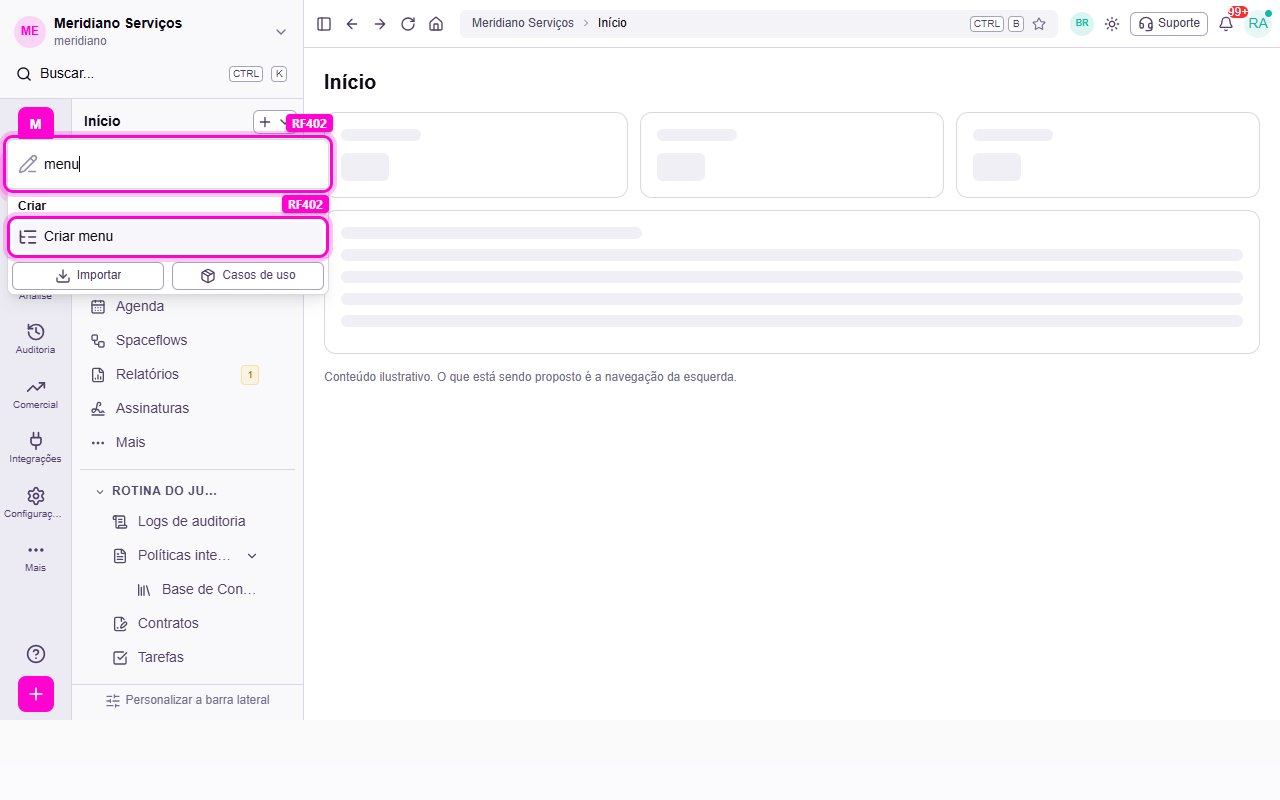 ME
Meridiano Serviços
meridiano
Buscar...
CTRL
K
Meridiano Serviços
Início
CTRL
B
BR
Suporte
99+
RA
M
Início
RF402
menu
Criar
RF402
Criar menu
Importar
Casos de uso
Análise
Auditoria
Comercial
Integrações
Configuraç...
Mais
Agenda
Spaceflows
Relatórios
1
Assinaturas
Mais
ROTINA DO JU...
Logs de auditoria
Políticas inte...
Base de Con...
Contratos
Tarefas
Personalizar a barra lateral
Início
Conteúdo ilustrativo. O que está sendo proposto é a navegação da esquerda.